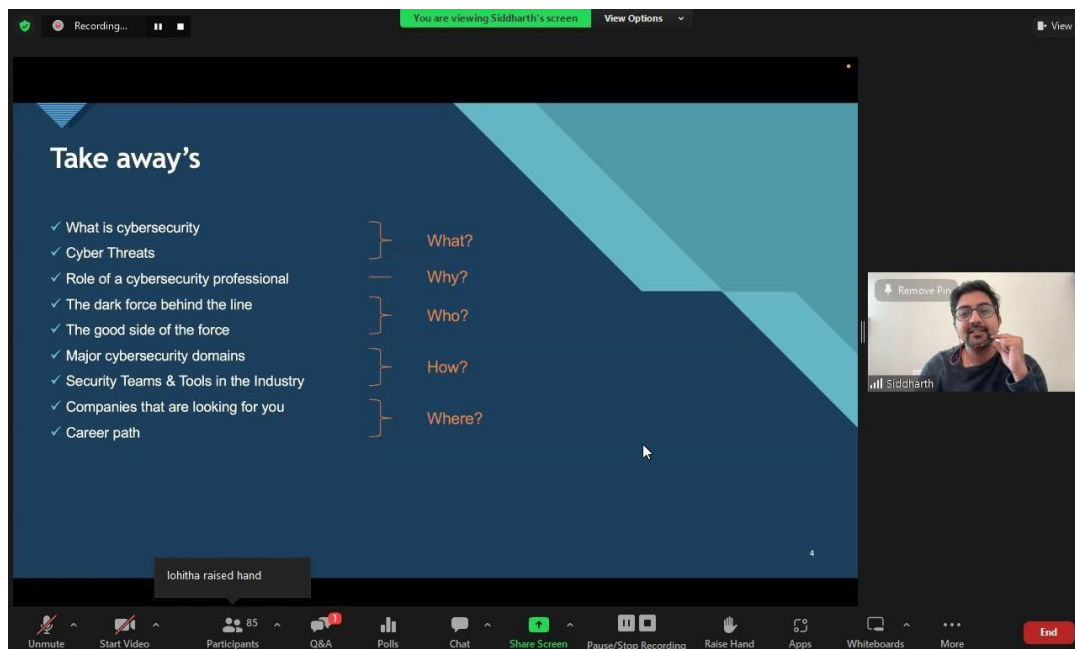 Recording...
You are viewing Siddharth's screen
View Options
View
Take away's
What is cybersecurity
Cyber Threats
What?
Role of a cybersecurity professional
Why?
The dark force behind the line
The good side of the force
Who?
Major cybersecurity domains
Security Teams & Tools in the Industry
How?
Companies that are looking for you
Career path
Where?
4
Remove Pin
Siddharth
lohitha raised hand
Unmute
Start Video
85
Participants
1
Q&A
Polls
Chat
Share Screen
Pause/Stop Recording
Raise Hand
Apps
Whiteboards
More
End